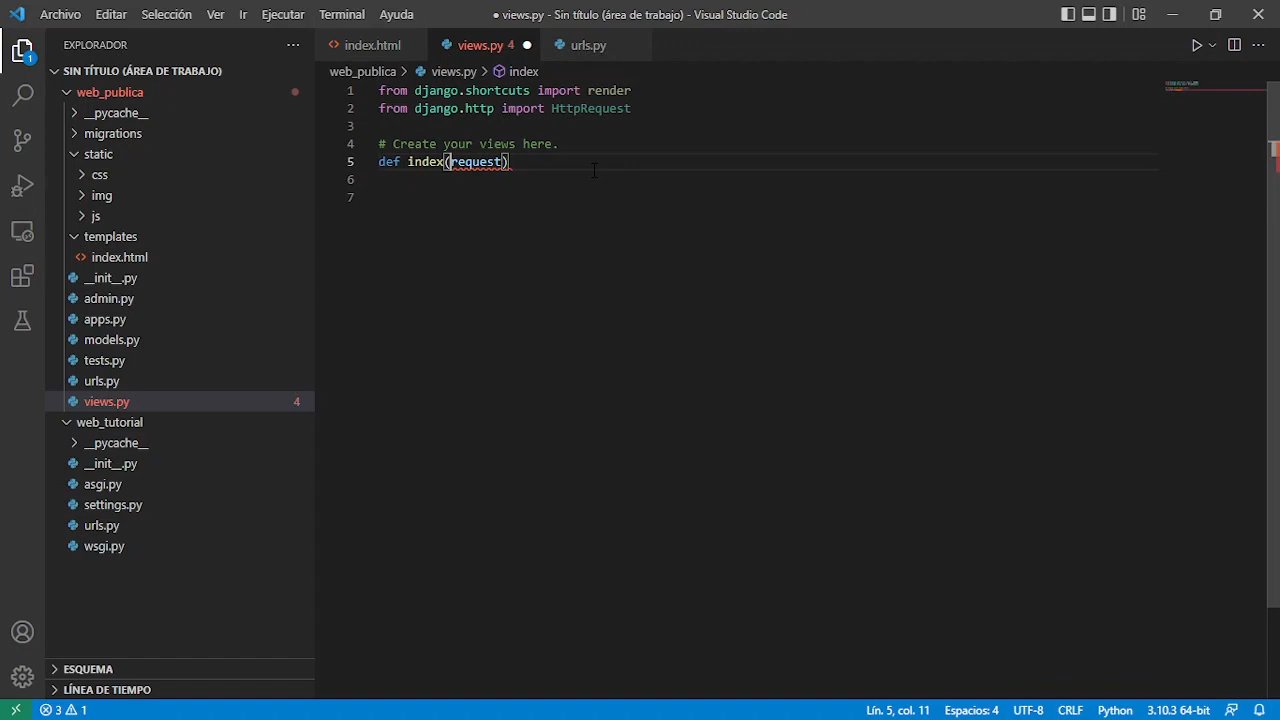 Archivo Editar Selección Ver Ir Ejecutar Terminal Ayuda ● views.py - Sin título (área de trabajo) - Visual Studio Code
EXPLORADOR
index.html
views.py 4
urls.py
SIN TÍTULO (ÁREA DE TRABAJO)
web_publica > views.py > index
web_publica
__pycache__
migrations
static
css
img
js
templates
index.html
__init__.py
admin.py
apps.py
models.py
tests.py
urls.py
views.py 4
web_tutorial
__pycache__
__init__.py
asgi.py
settings.py
urls.py
wsgi.py
ESQUEMA
LÍNEA DE TIEMPO
1
1 from django.shortcuts import render
2 from django.http import HttpRequest
3
4 # Create your views here.
5 def index(request)
6
7
3 1 Lín. 5, col. 11 Espacios: 4 UTF-8 CRLF Python 3.10.3 64-bit